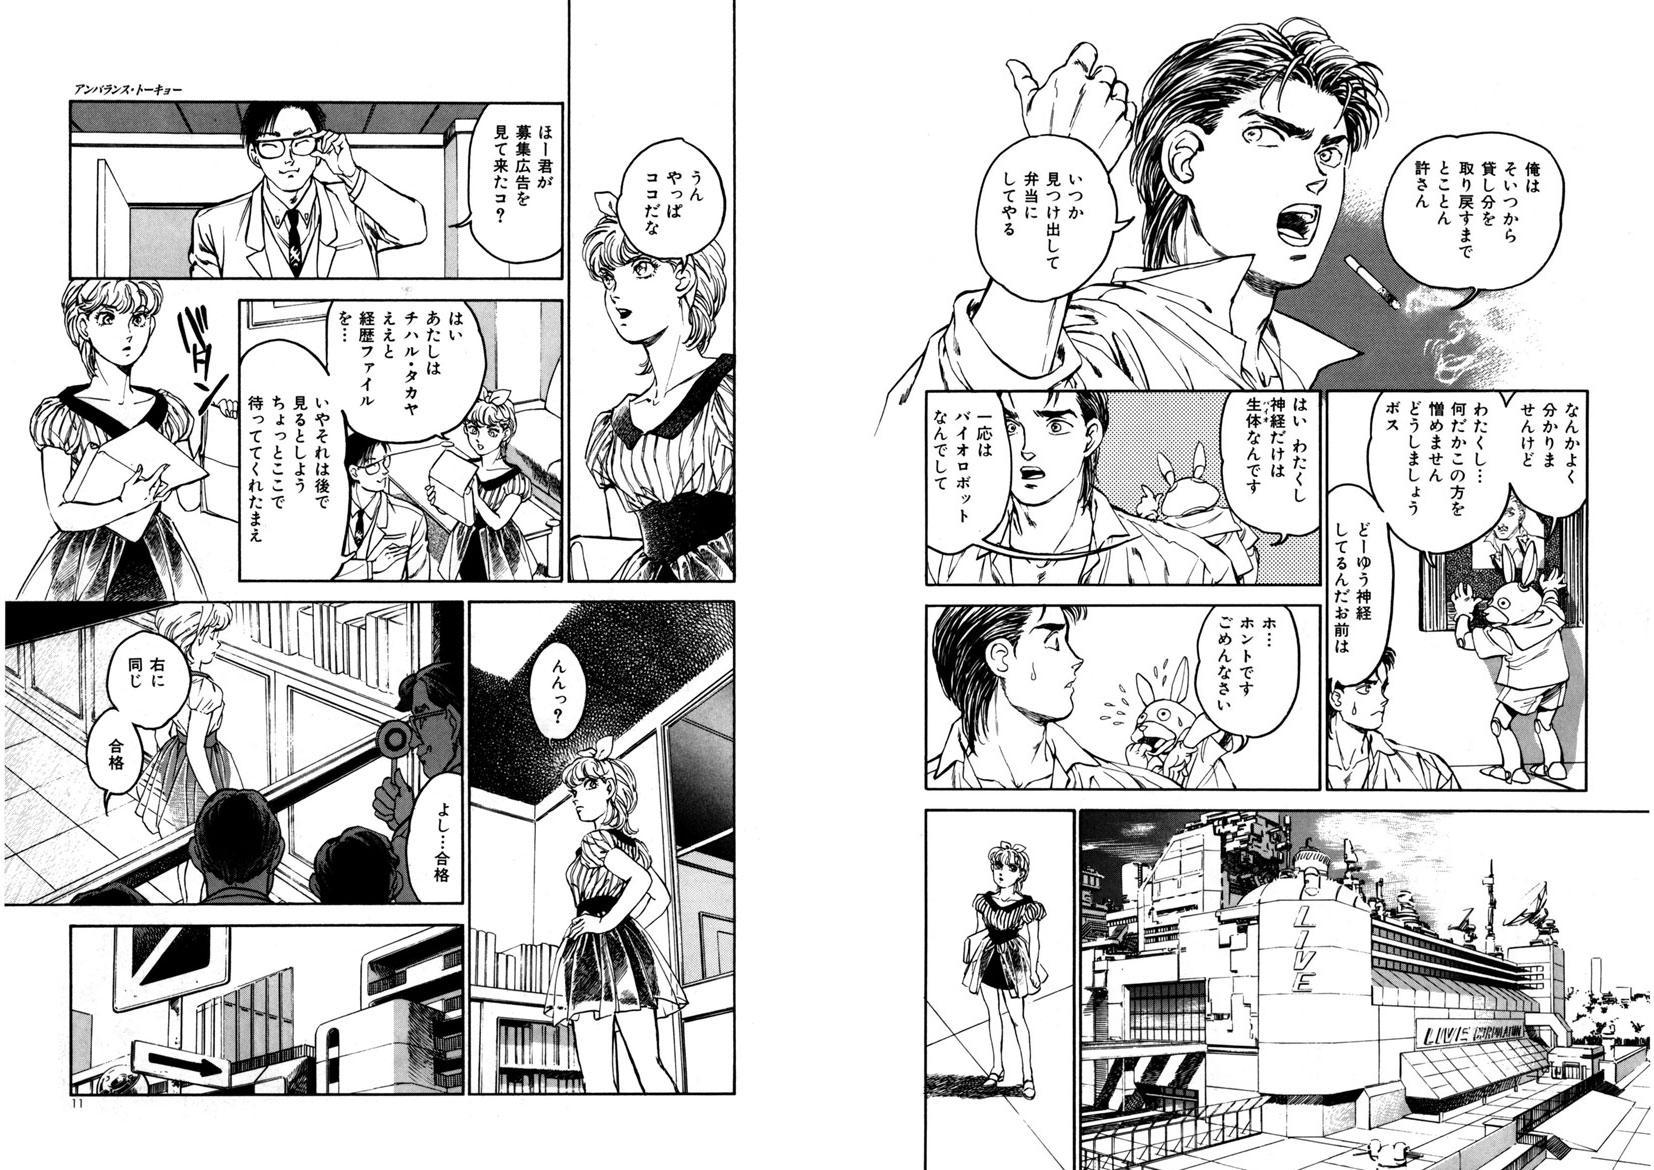 俺は
そいつから
貸し分を
取り戻すまで
とことん
許さん
いつか
見つけ出して
弁当に
してやる
なんかよく
分かりま
せんけど
わたくし…
何だかこの方を
憎めません
どうしましょう
ボス
どーゆう神経
してるんだお前は
はい わたくし
神経だけは
生体なんです
バイオ
一応は
バイオロボット
なんでして
ホ…
ホントです
ごめんなさい
LIVE
LIVE CORPORATION
アンバランス・トーキョー
うん
やっぱ
ココだな
ほー君が
募集広告を
見て来たコ?
はい
あたしは
チハル・タカヤ
ええと
経歴ファイル
を…
いやそれは後で
見るとしよう
ちょっとここで
待っててくれたまえ
バタン
んんっ?
よし…合格
右に
同じ
合格
11